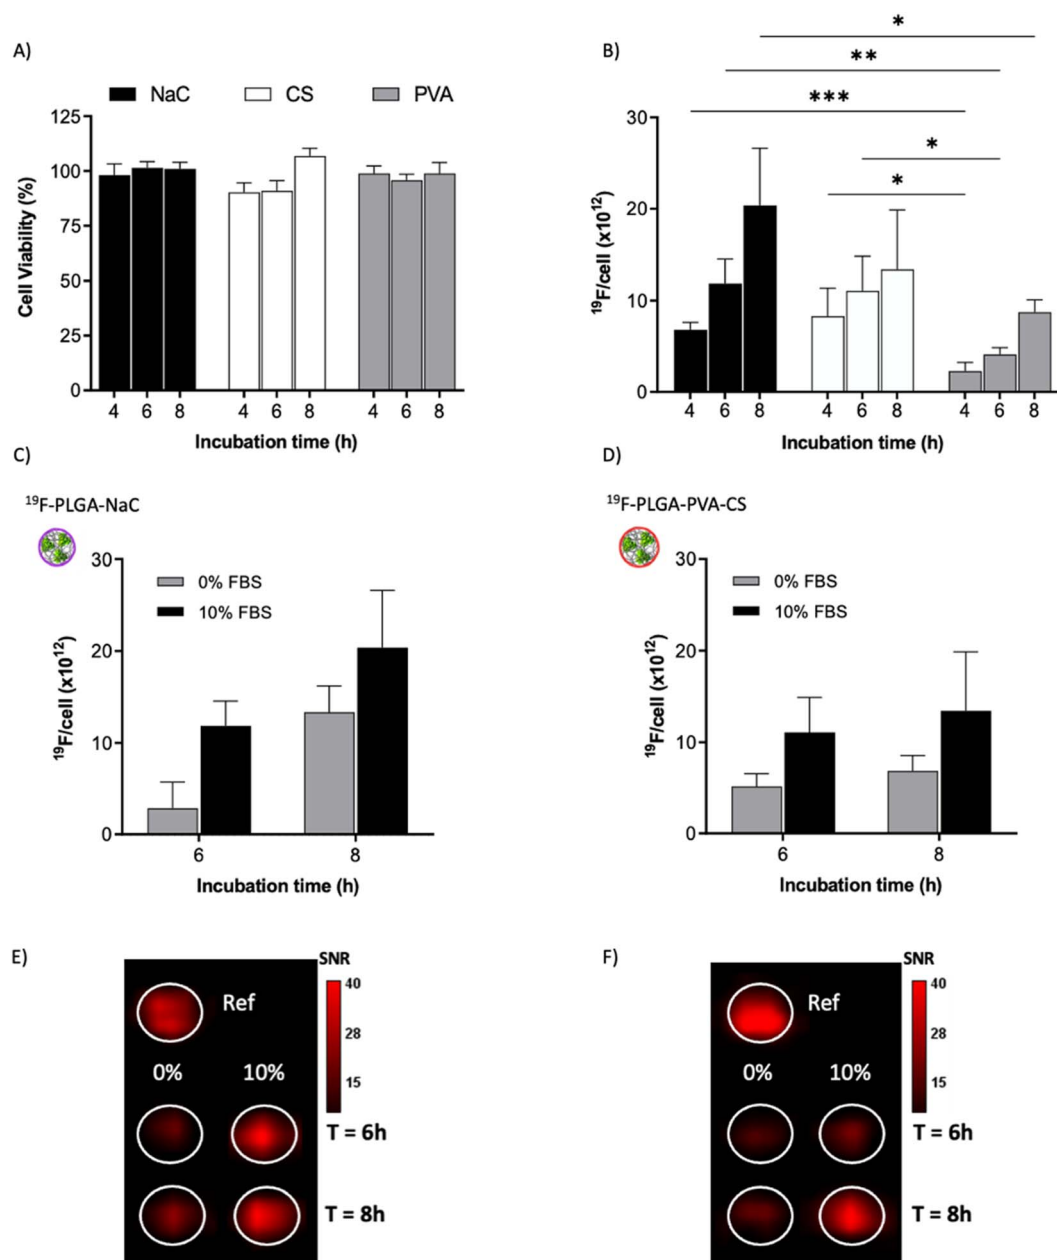 A)
NaC CS PVA
125
100
75
50
25
0
Cell Viability (%)
4 6 8 4 6 8 4 6 8
Incubation time (h)
B)
*
**
***
*
*
30
20
10
0
¹⁹F/cell (x10¹²)
4 6 8 4 6 8 4 6 8
Incubation time (h)
C)
¹⁹F-PLGA-NaC
30
20
10
0
¹⁹F/cell (x10¹²)
0% FBS
10% FBS
6 8
Incubation time (h)
D)
¹⁹F-PLGA-PVA-CS
30
20
10
0
¹⁹F/cell (x10¹²)
0% FBS
10% FBS
6 8
Incubation time (h)
E)
SNR
40
28
15
Ref
0% 10%
T = 6h
T = 8h
F)
SNR
40
28
15
Ref
0% 10%
T = 6h
T = 8h